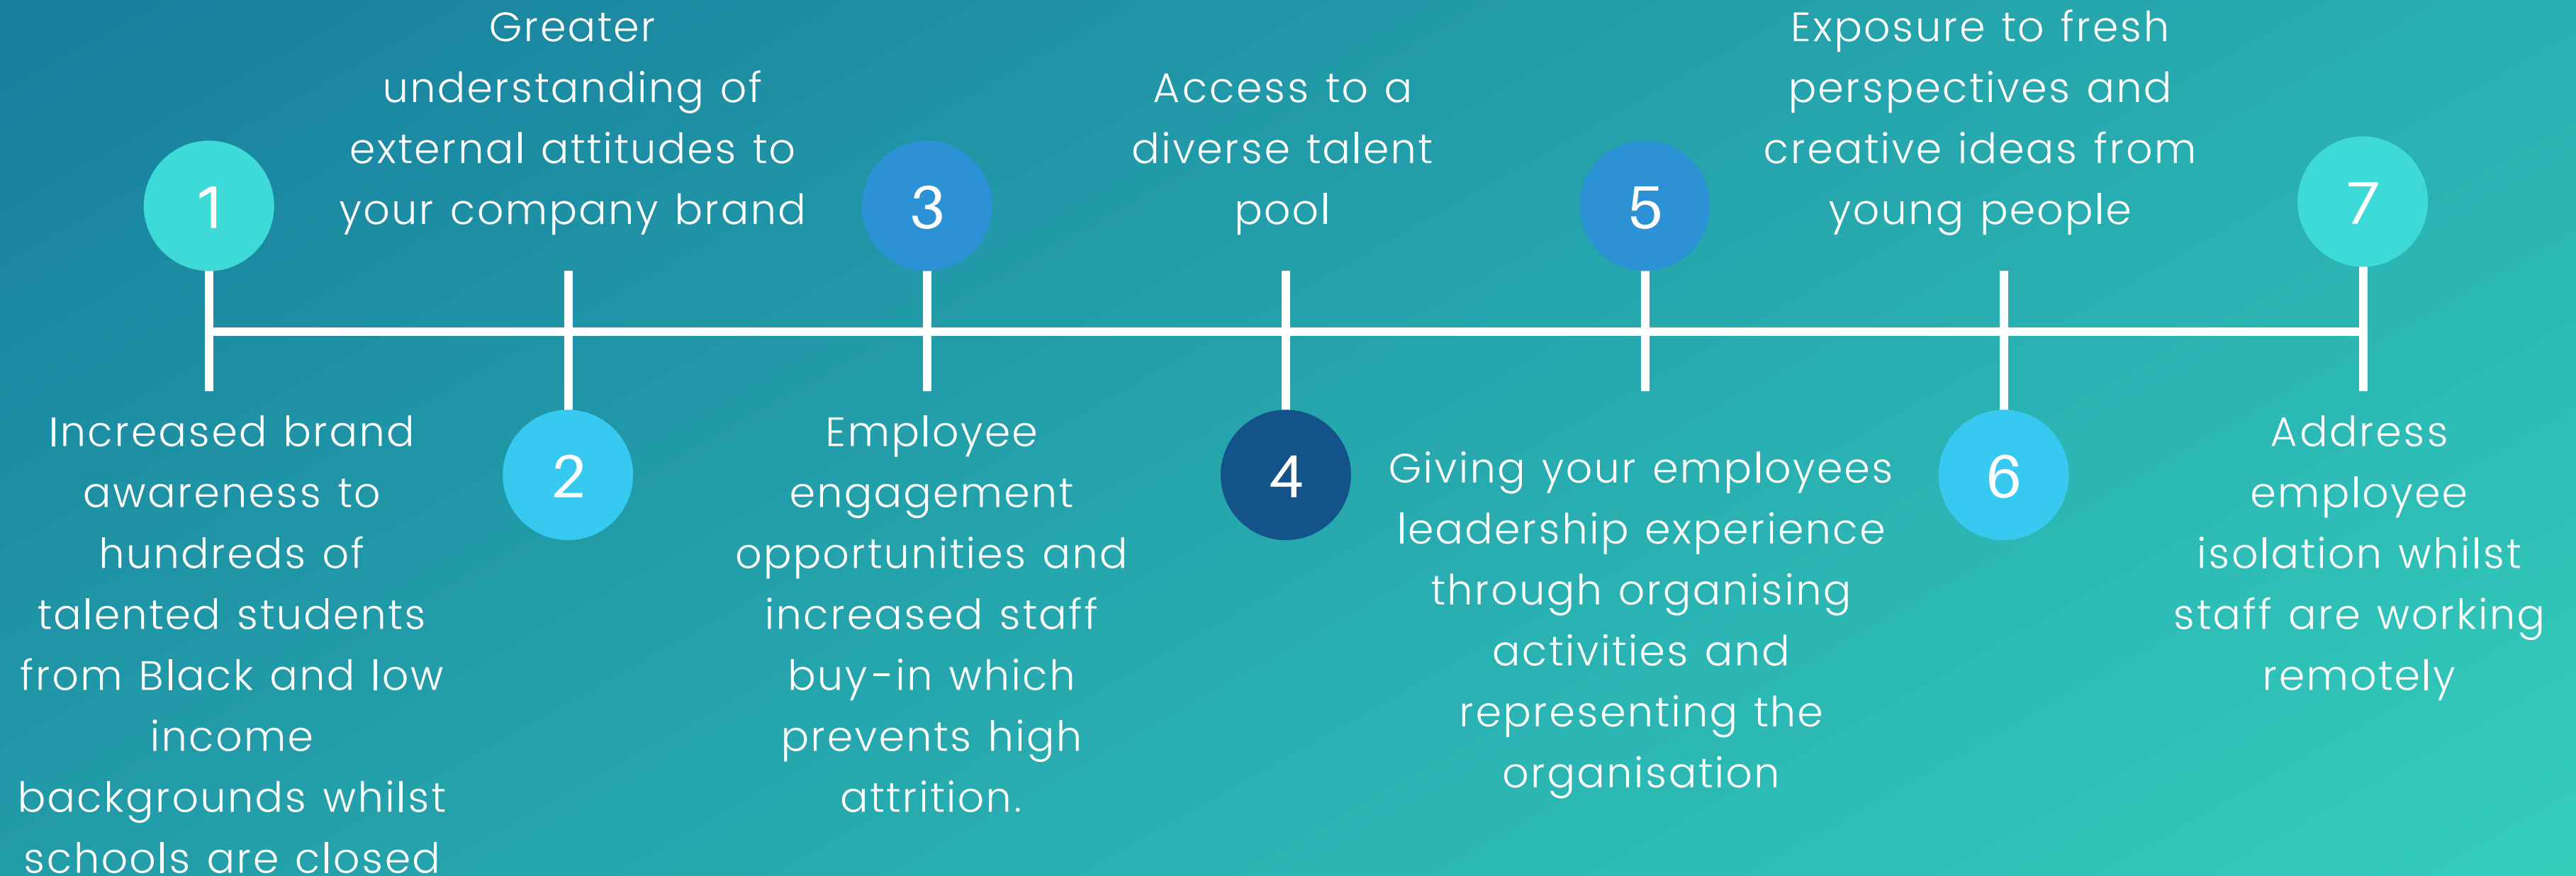 1
Increased brand
awareness to
hundreds of
talented students
from Black and low
income
backgrounds whilst
schools are closed
Greater
understanding of
external attitudes to
your company brand
2
3
Employee
engagement
opportunities and
increased staff
buy-in which
prevents high
attrition.
Access to a
diverse talent
pool
4
5
Giving your employees
leadership experience
through organising
activities and
representing the
organisation
Exposure to fresh
perspectives and
creative ideas from
young people
6
7
Address
employee
isolation whilst
staff are working
remotely